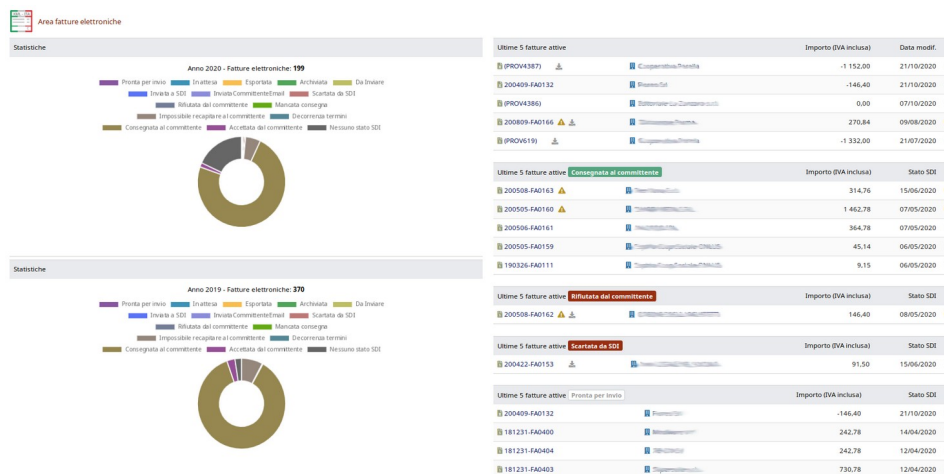 Area fatture elettroniche
Statistiche
Anno 2020 - Fatture elettroniche: 199
Pronta per invio In attesa Esportata Archiviata Da Inviare
Inviata a SDI InviataCommittenteEmail Scartata da SDI
Rifiutata dal committente Mancata consegna
Impossibile recapitare al committente Decorrenza termini
Consegnata al committente Accettata dal committente Nessuno stato SDI
Statistiche
Anno 2019 - Fatture elettroniche: 370
Pronta per invio In attesa Esportata Archiviata Da Inviare
Inviata a SDI InviataCommittenteEmail Scartata da SDI
Rifiutata dal committente Mancata consegna
Impossibile recapitare al committente Decorrenza termini
Consegnata al committente Accettata dal committente Nessuno stato SDI
Ultime 5 fatture attive Importo (IVA inclusa) Data modif.
(PROV4387) -1 152,00 21/10/2020
200409-FA0132 -146,40 21/10/2020
(PROV4386) 0,00 07/10/2020
200809-FA0166 270,84 09/08/2020
(PROV619) -1 332,00 21/07/2020
Ultime 5 fatture attive Consegnata al committente Importo (IVA inclusa) Stato SDI
200508-FA0163 314,76 15/06/2020
200505-FA0160 1 462,78 07/05/2020
200506-FA0161 364,78 07/05/2020
200505-FA0159 45,14 06/05/2020
190326-FA0111 9,15 06/05/2020
Ultime 5 fatture attive Rifiutata dal committente Importo (IVA inclusa) Stato SDI
200508-FA0162 146,40 08/05/2020
Ultime 5 fatture attive Scartata da SDI Importo (IVA inclusa) Stato SDI
200422-FA0153 91,50 15/06/2020
Ultime 5 fatture attive Pronta per invio Importo (IVA inclusa) Stato SDI
200409-FA0132 -146,40 21/10/2020
181231-FA0400 242,78 14/04/2020
181231-FA0404 242,78 12/04/2020
181231-FA0403 730,78 12/04/2020